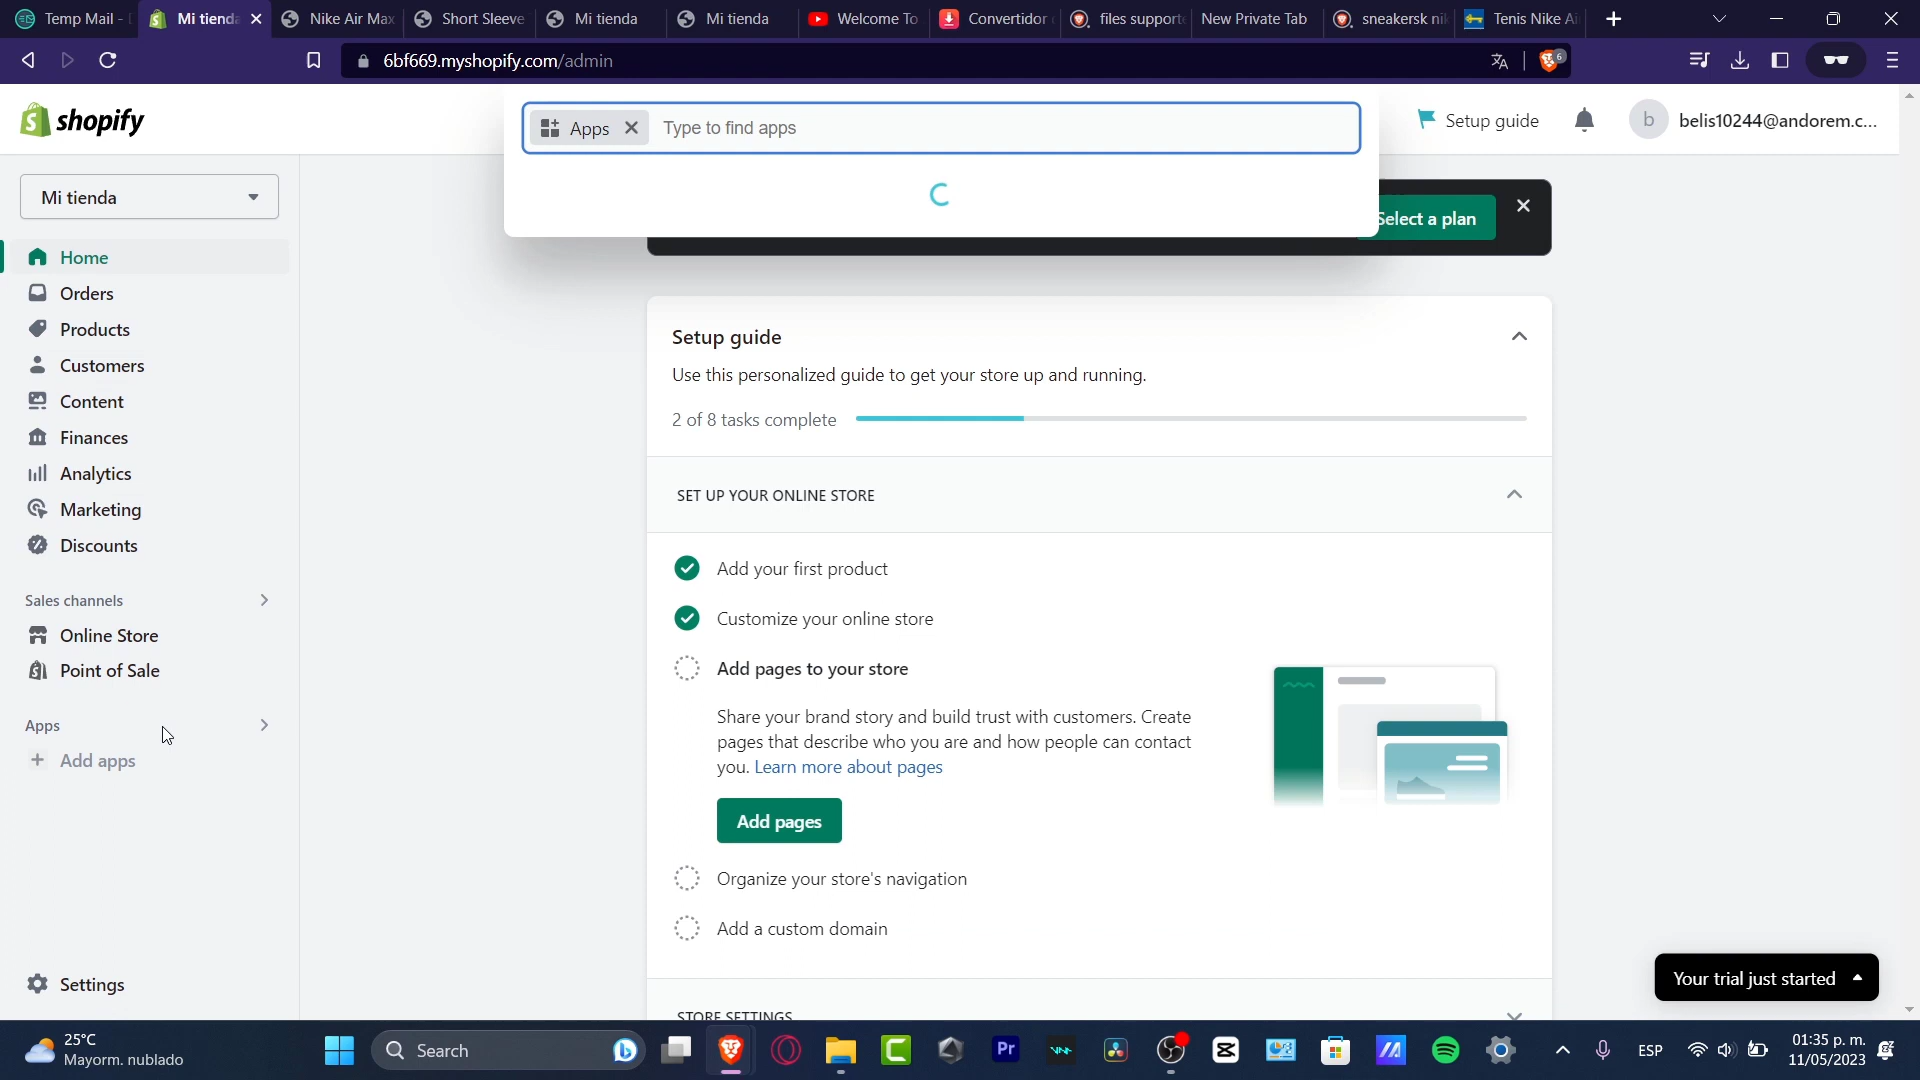 Temp Mail -
Mi tienda
Nike Air Max
Short Sleeve
Mi tienda
Mi tienda
Welcome To
Convertidor
files support
New Private Tab
sneakersk ni
Tenis Nike Ai
6bf669.myshopify.com/admin
6
shopify
Apps
Type to find apps
Setup guide
b
belis10244@andorem.c...
Mi tienda
Select a plan
Home
Orders
Products
Customers
Content
Finances
Analytics
Marketing
Discounts
Sales channels
Online Store
Point of Sale
Apps
Add apps
Settings
Setup guide
Use this personalized guide to get your store up and running.
2 of 8 tasks complete
SET UP YOUR ONLINE STORE
Add your first product
Customize your online store
Add pages to your store
Share your brand story and build trust with customers. Create
pages that describe who you are and how people can contact
you. Learn more about pages
Add pages
Organize your store's navigation
Add a custom domain
STORE SETTINGS
Your trial just started
25°C
Mayorm. nublado
Search
Pr
ESP
01:35 p. m.
11/05/2023